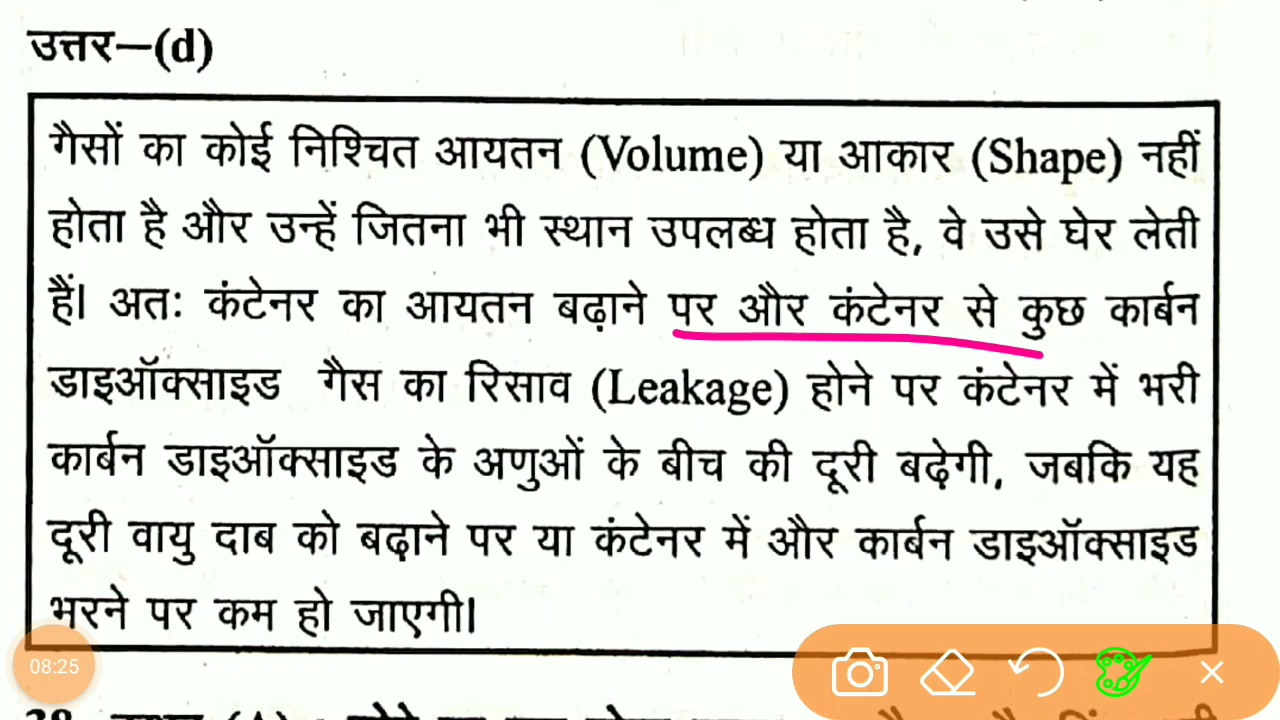 उत्तर–(d)
गैसों का कोई निश्चित आयतन (Volume) या आकार (Shape) नहीं
होता है और उन्हें जितना भी स्थान उपलब्ध होता है, वे उसे घेर लेती
हैं। अतः कंटेनर का आयतन बढ़ाने पर और कंटेनर से कुछ कार्बन
डाइऑक्साइड गैस का रिसाव (Leakage) होने पर कंटेनर में भरी
कार्बन डाइऑक्साइड के अणुओं के बीच की दूरी बढ़ेगी, जबकि यह
दूरी वायु दाब को बढ़ाने पर या कंटेनर में और कार्बन डाइऑक्साइड
भरने पर कम हो जाएगी।
08:25